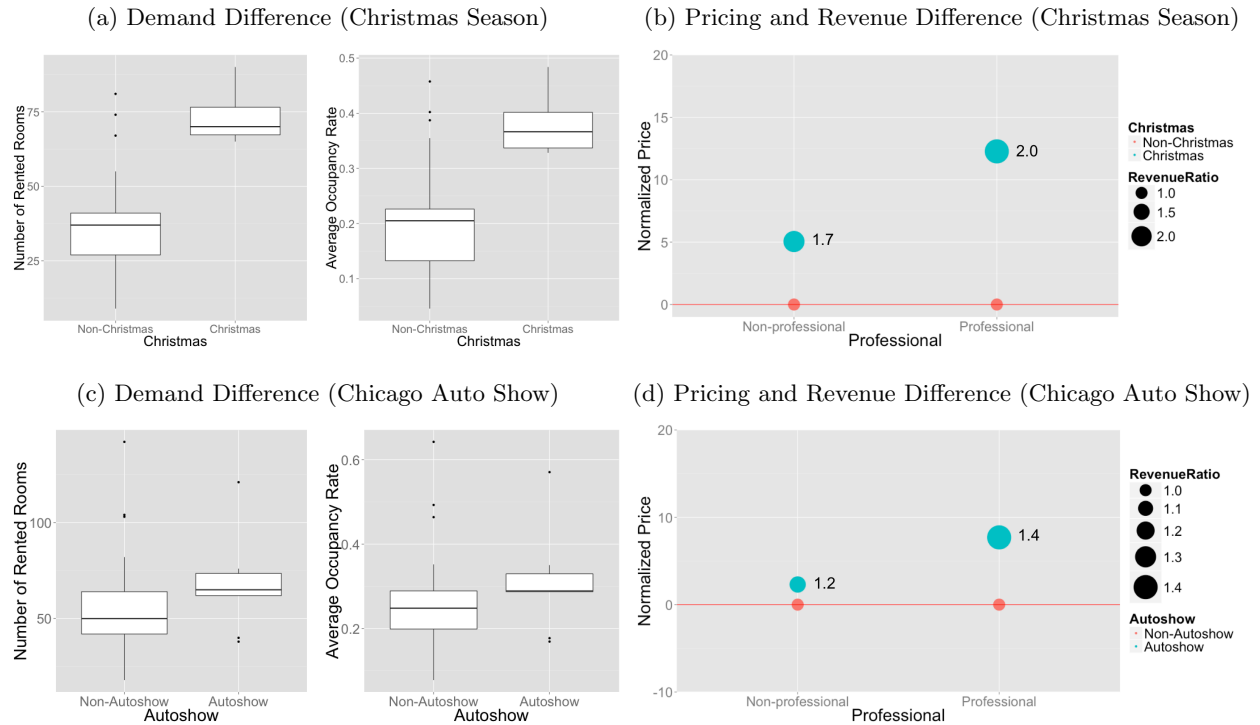 (a) Demand Difference (Christmas Season)
(b) Pricing and Revenue Difference (Christmas Season)
Number of Rented Rooms
75
50
25
Non-Christmas
Christmas
Christmas
Average Occupancy Rate
0.5
0.4
0.3
0.2
0.1
Non-Christmas
Christmas
Christmas
Normalized Price
20
15
10
5
0
1.7
2.0
Non-professional
Professional
Professional
Christmas
Non-Christmas
Christmas
RevenueRatio
1.0
1.5
2.0
(c) Demand Difference (Chicago Auto Show)
(d) Pricing and Revenue Difference (Chicago Auto Show)
Number of Rented Rooms
100
50
Non-Autoshow
Autoshow
Autoshow
Average Occupancy Rate
0.6
0.4
0.2
Non-Autoshow
Autoshow
Autoshow
Normalized Price
20
10
0
-10
1.2
1.4
Non-professional
Professional
Professional
RevenueRatio
1.0
1.1
1.2
1.3
1.4
Autoshow
Non-Autoshow
Autoshow